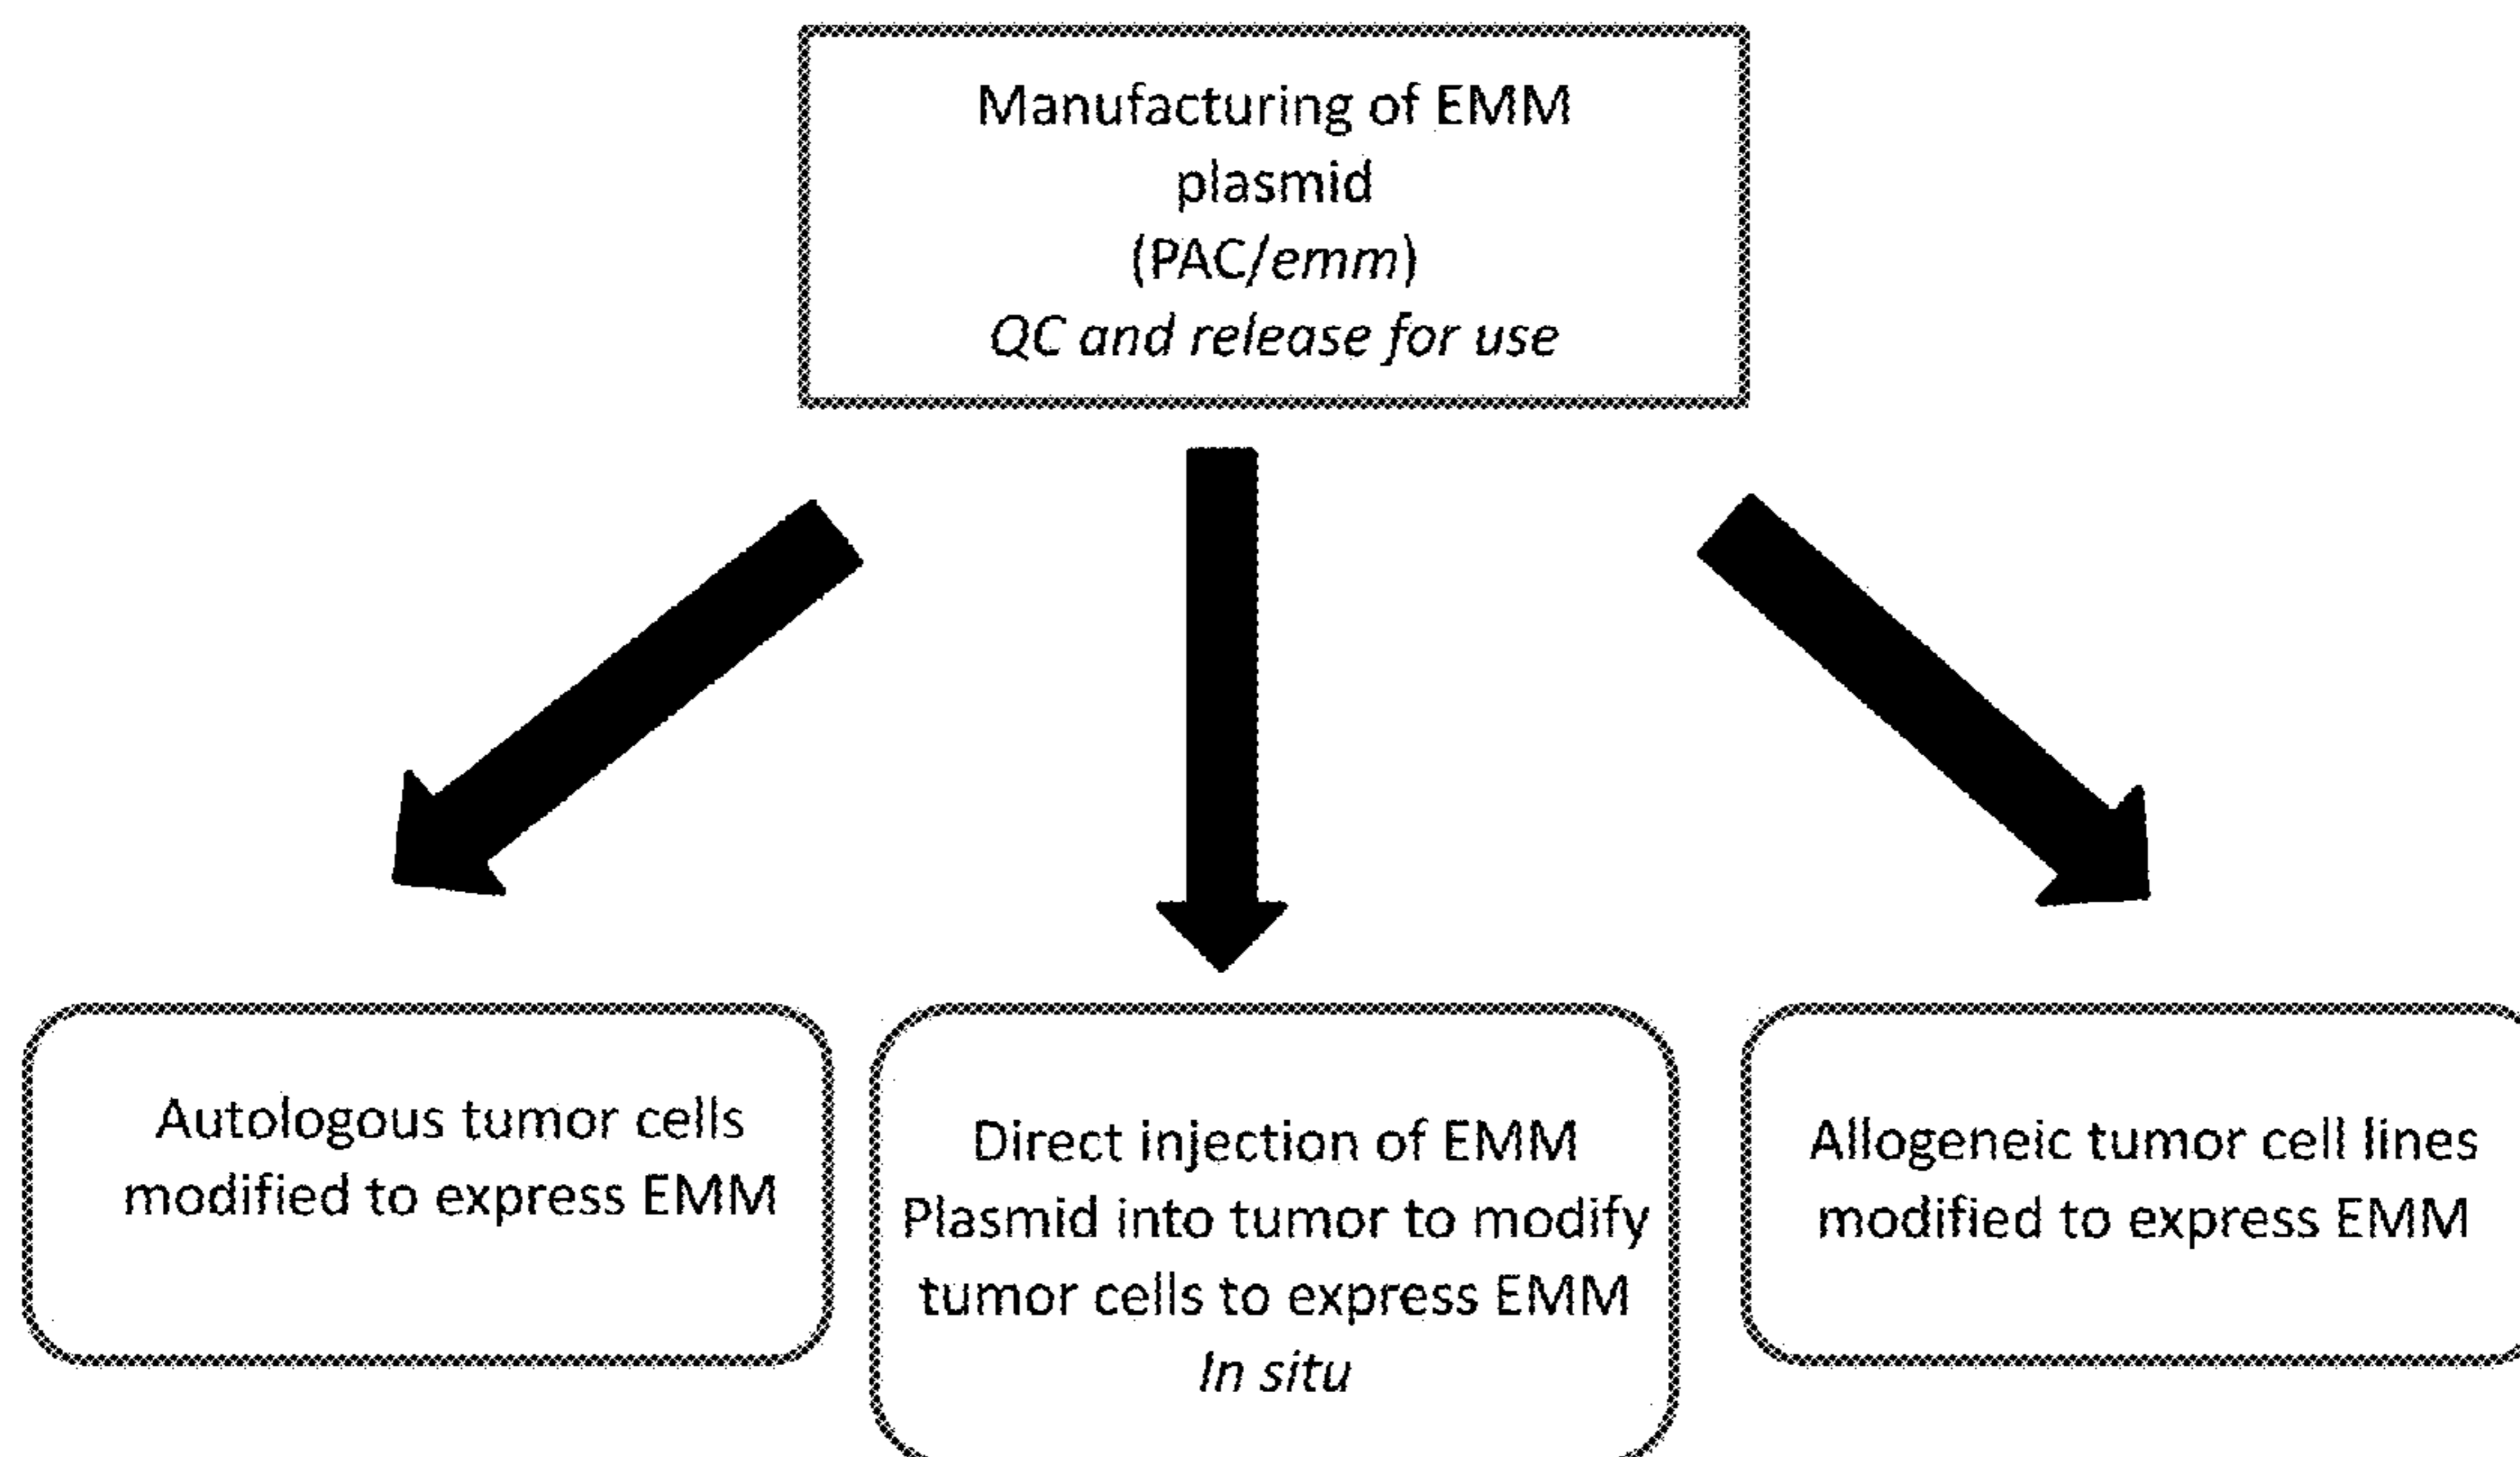 Manufacturing of EMM
plasmid
(PAC/emm)
QC and release for use
Autologous tumor cells
modified to express EMM
Direct injection of EMM
Plasmid into tumor to modify
tumor cells to express EMM
In situ
Allogeneic tumor cell lines
modified to express EMM